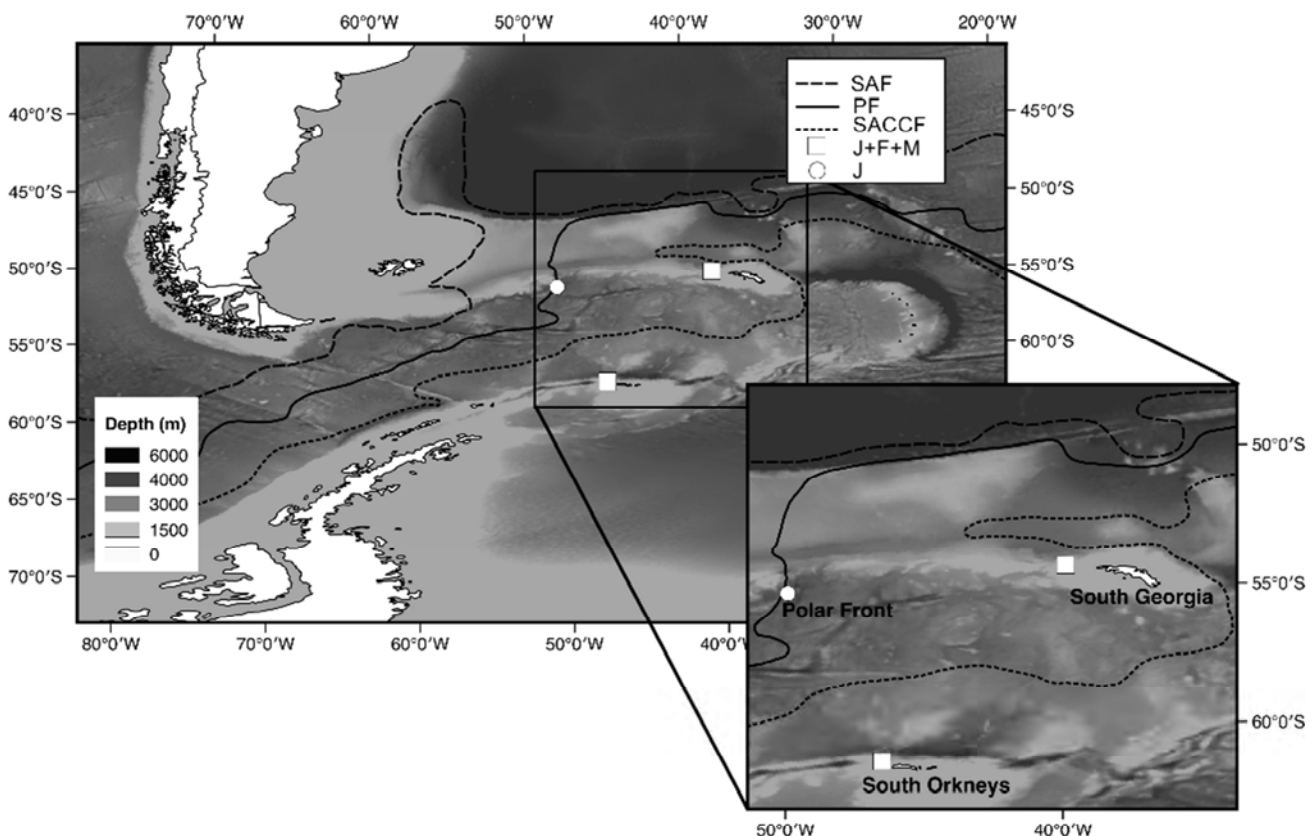 70°0'W 60°0'W 50°0'W 40°0'W 30°0'W 20°0'W
SAF
PF
SACCF
J+F+M
J
40°0'S
45°0'S
50°0'S
55°0'S
60°0'S
65°0'S
70°0'S
45°0'S
50°0'S
55°0'S
60°0'S
Depth (m)
6000
4000
3000
1500
0
80°0'W 70°0'W 60°0'W 50°0'W 40°0'W
50°0'S
55°0'S
60°0'S
South Georgia
Polar Front
South Orkneys
50°0'W 40°0'W